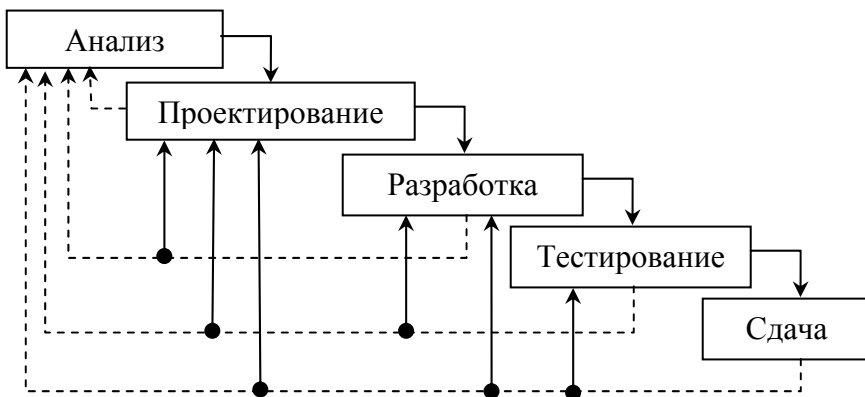 Анализ
Проектирование
Разработка
Тестирование
Сдача